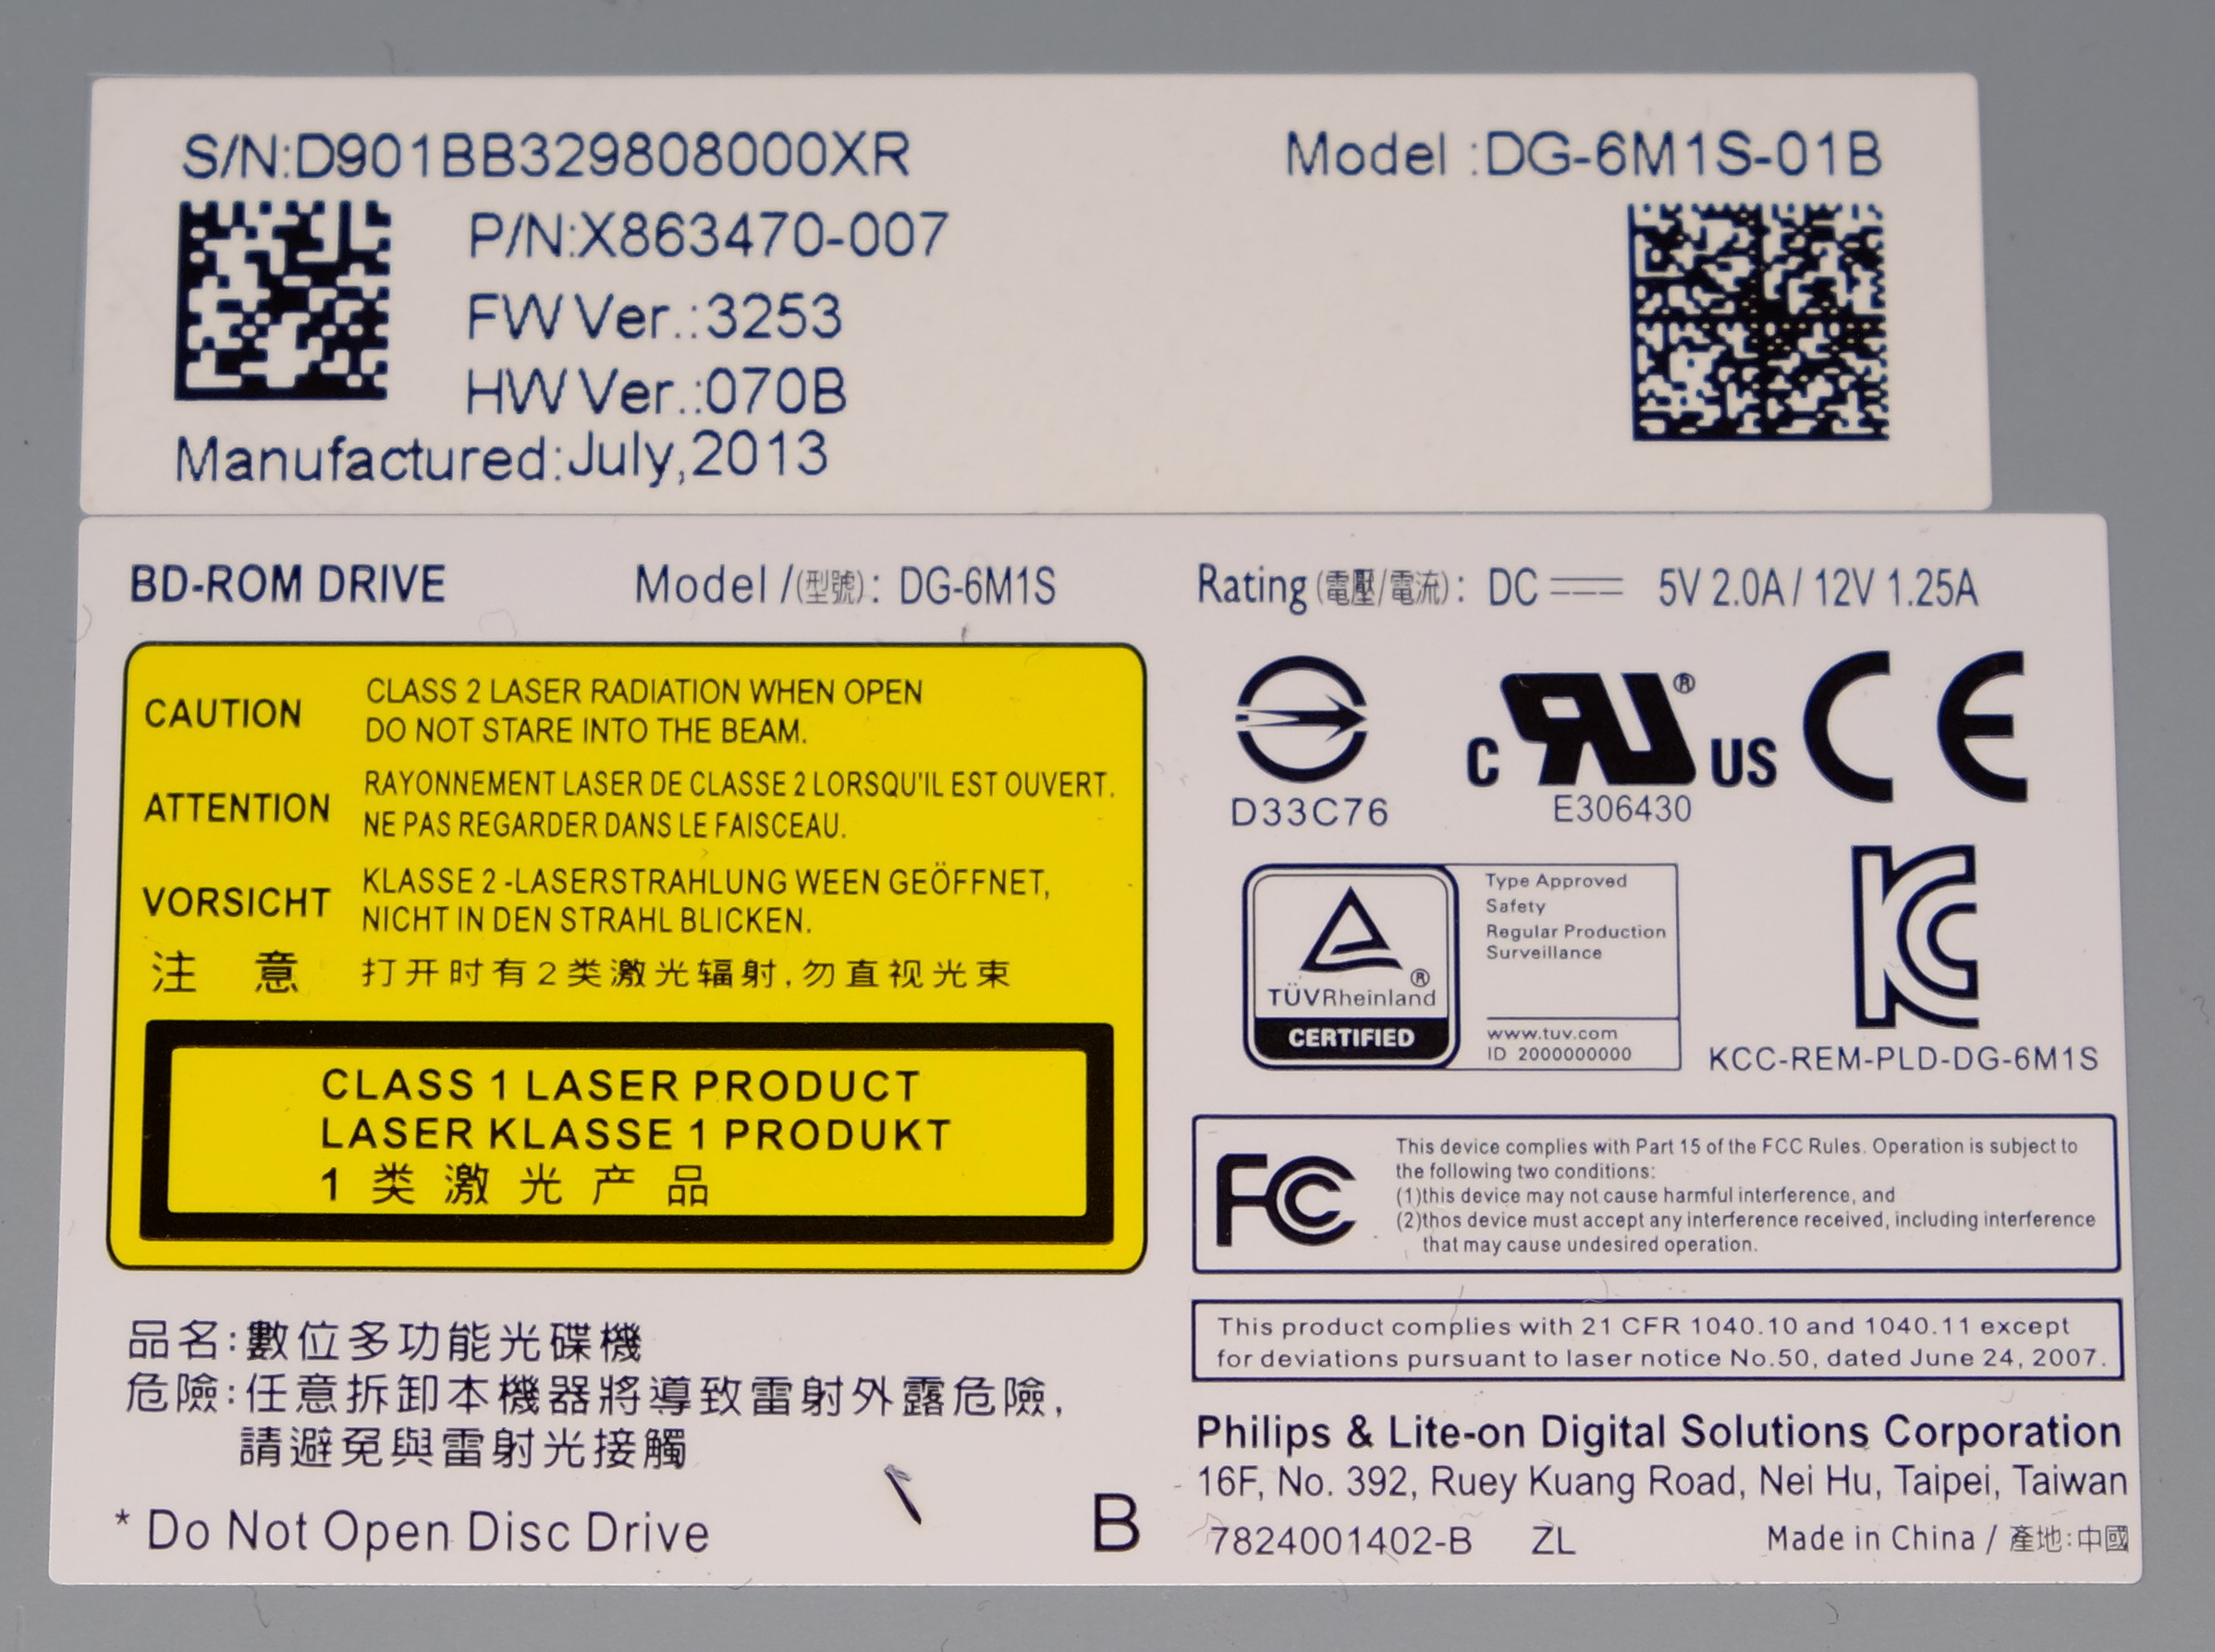 S/N:D901BB329808000XR
Model :DG-6M1S-01B
P/N:X863470-007
FW Ver.:3253
HW Ver.:070B
Manufactured:July,2013
BD-ROM DRIVE
Model /(型號): DG-6M1S
Rating (電壓/電流): DC 5V 2.0A / 12V 1.25A
CAUTION
CLASS 2 LASER RADIATION WHEN OPEN
DO NOT STARE INTO THE BEAM.
ATTENTION
RAYONNEMENT LASER DE CLASSE 2 LORSQU'IL EST OUVERT.
NE PAS REGARDER DANS LE FAISCEAU.
VORSICHT
KLASSE 2 -LASERSTRAHLUNG WEEN GEÖFFNET,
NICHT IN DEN STRAHL BLICKEN.
注 意
打开时有2类激光辐射,勿直视光束
CLASS 1 LASER PRODUCT
LASER KLASSE 1 PRODUKT
1 类 激 光 产 品
品名:數位多功能光碟機
危險:任意拆卸本機器將導致雷射外露危險,
請避免與雷射光接觸
* Do Not Open Disc Drive
B
D33C76
C RU ® US
E306430
CE
TÜVRheinland ®
CERTIFIED
Type Approved
Safety
Regular Production
Surveillance
www.tuv.com
ID 2000000000
KC
KCC-REM-PLD-DG-6M1S
FC
This device complies with Part 15 of the FCC Rules. Operation is subject to
the following two conditions:
(1)this device may not cause harmful interference, and
(2)thos device must accept any interference received, including interference
that may cause undesired operation.
This product complies with 21 CFR 1040.10 and 1040.11 except
for deviations pursuant to laser notice No.50, dated June 24, 2007.
Philips & Lite-on Digital Solutions Corporation
16F, No. 392, Ruey Kuang Road, Nei Hu, Taipei, Taiwan
7824001402-B ZL
Made in China / 產地:中國